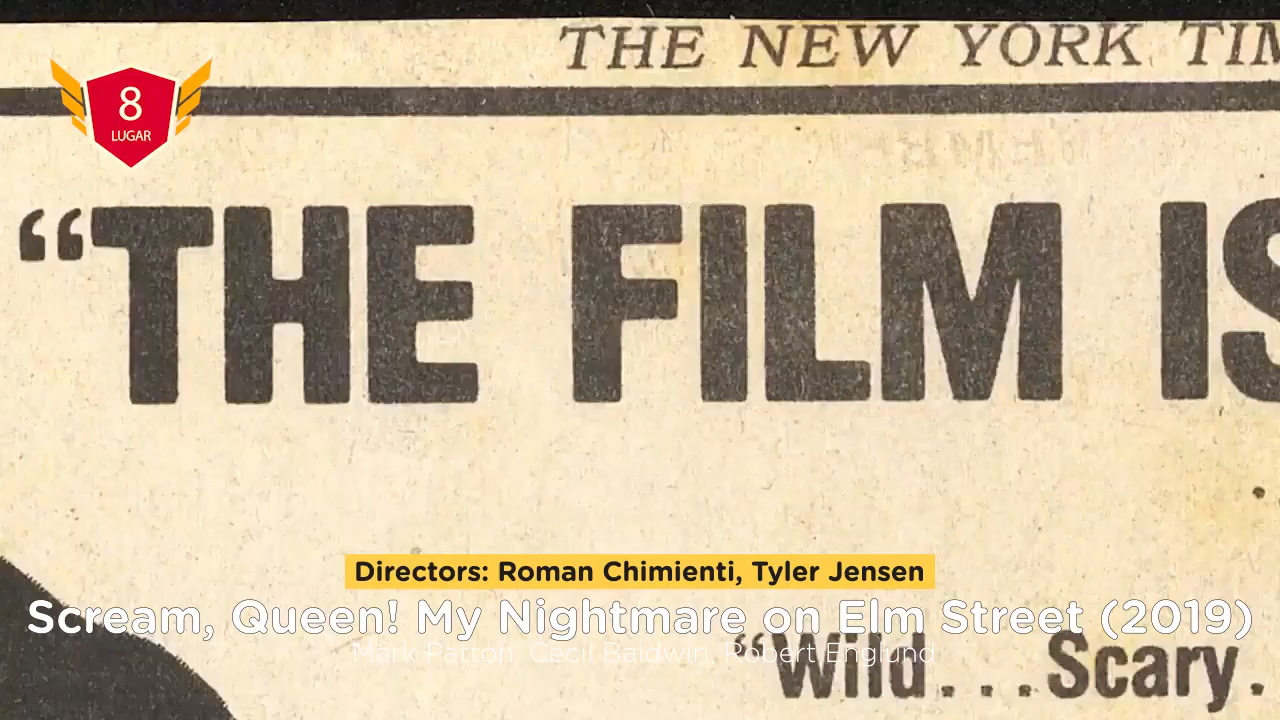 THE NEW YORK TIM
8
LUGAR
“THE FILM IS
Directors: Roman Chimienti, Tyler Jensen
Scream, Queen! My Nightmare on Elm Street (2019)
Mark Patton, Cecil Baldwin, Robert Englund
“Wild...Scary.